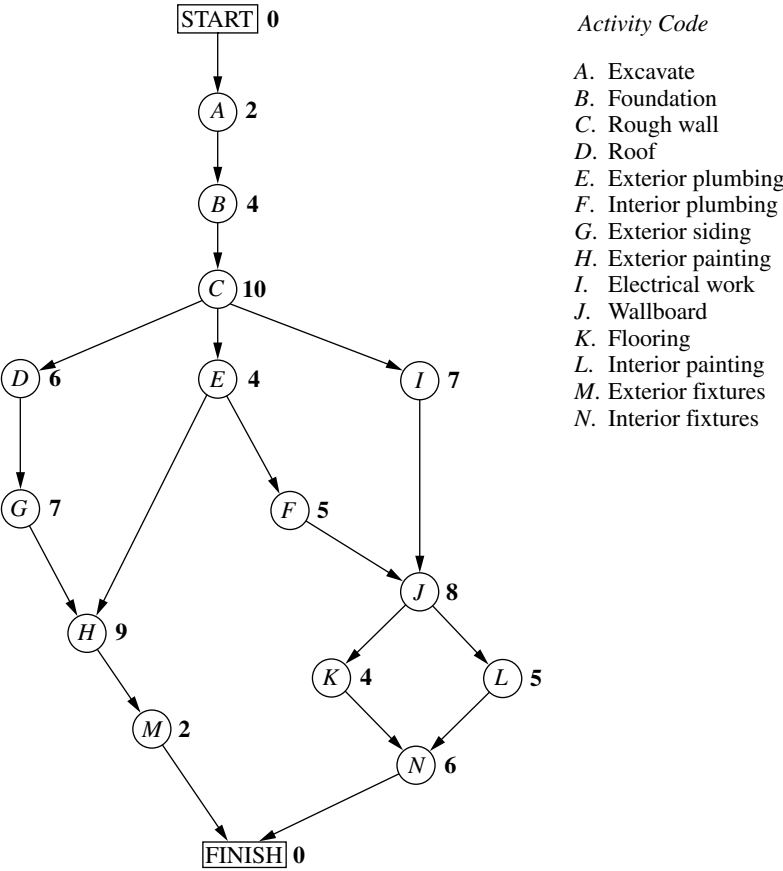 START 0
A 2
B 4
C 10
D 6
E 4
I 7
G 7
F 5
J 8
H 9
K 4
L 5
M 2
N 6
FINISH 0
Activity Code
A. Excavate
B. Foundation
C. Rough wall
D. Roof
E. Exterior plumbing
F. Interior plumbing
G. Exterior siding
H. Exterior painting
I. Electrical work
J. Wallboard
K. Flooring
L. Interior painting
M. Exterior fixtures
N. Interior fixtures